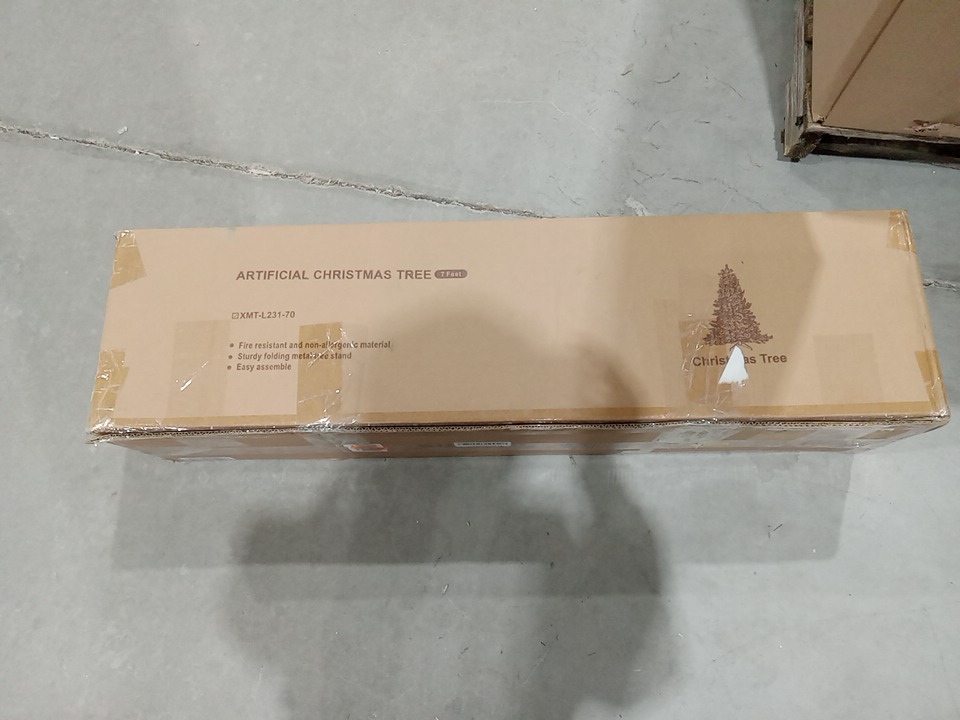 ARTIFICIAL CHRISTMAS TREE 7 Feet
XMT-L231-70
Fire resistant and non-allergenic material
Sturdy folding metal tree stand
Easy assemble
Christmas Tree